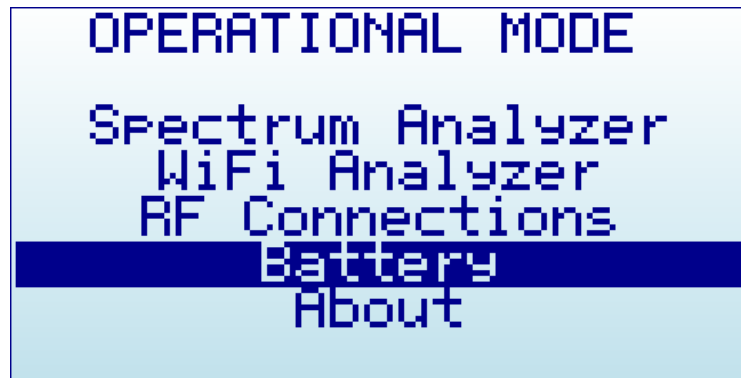 OPERATIONAL MODE
Spectrum Analyzer
WiFi Analyzer
RF Connections
Battery
About